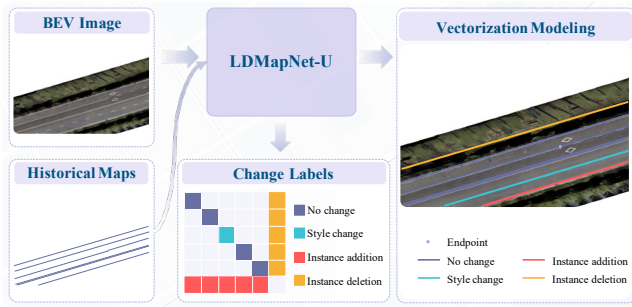 BEV Image
LDMapNet-U
Vectorization Modeling
Historical Maps
Change Labels
No change
Style change
Instance addition
Instance deletion
Endpoint
No change
Instance addition
Style change
Instance deletion